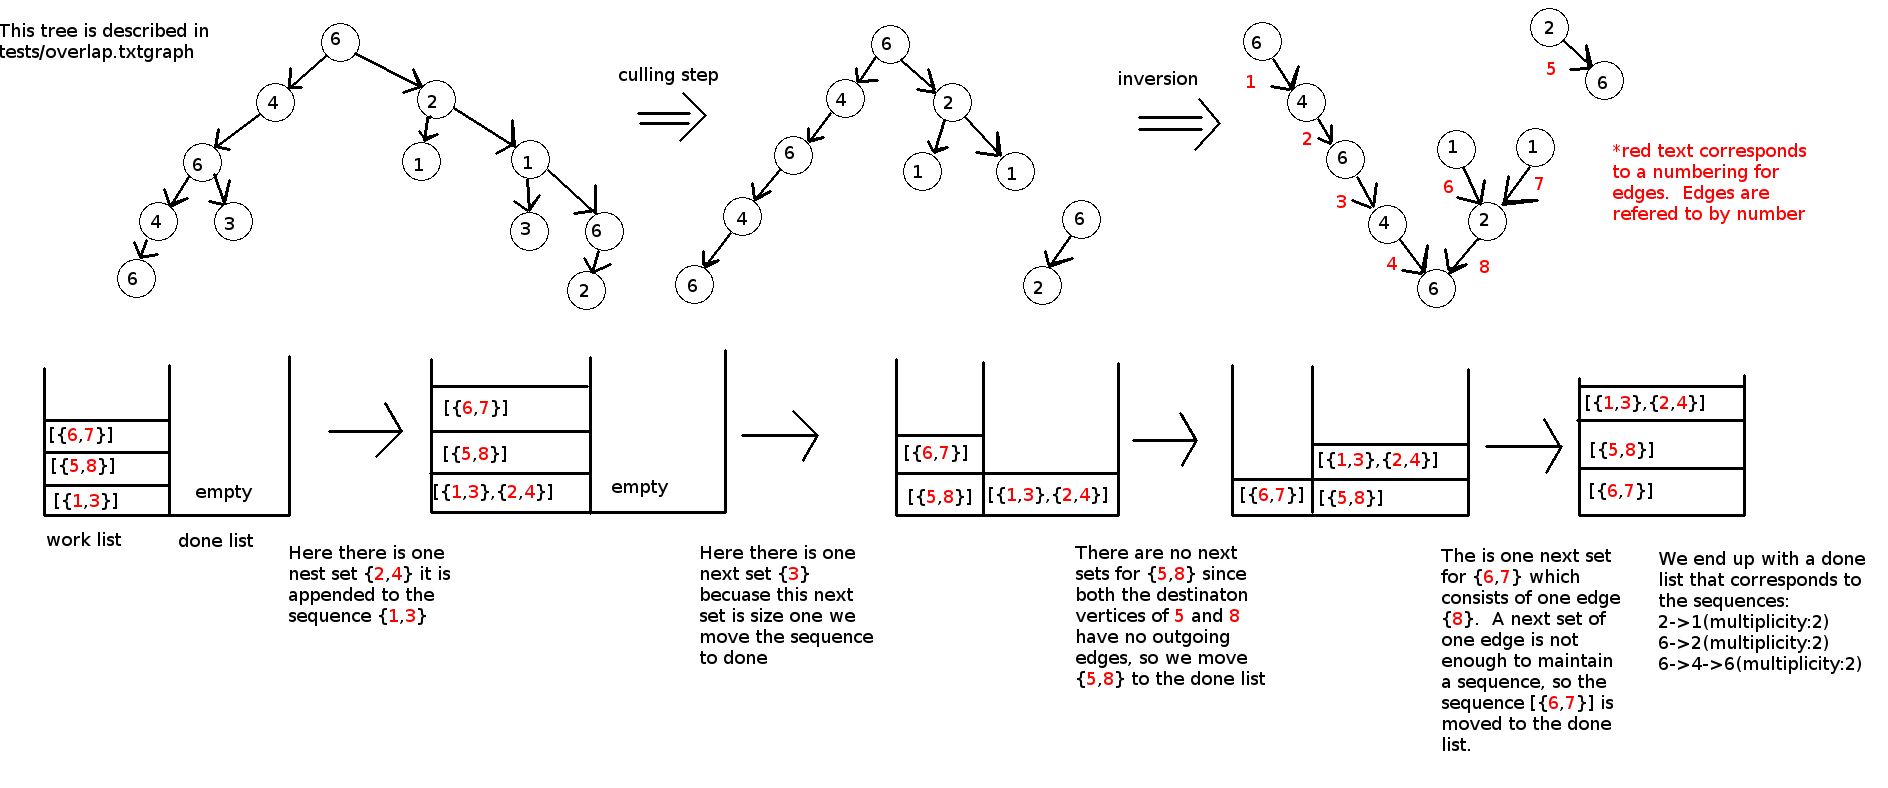 This tree is described in
tests/overlap.txtgraph
6
4
2
6
1
1
4
3
3
6
6
2
culling step
6
4
2
6
1
1
4
6
6
2
inversion
6
1
4
2
6
3
4
4
6
1
1
6
7
2
8
2
5
6
*red text corresponds
to a numbering for
edges. Edges are
refered to by number
[{6,7}]
[{5,8}]
[{1,3}]
empty
work list
done list
Here there is one
nest set {2,4} it is
appended to the
sequence {1,3}
[{6,7}]
[{5,8}]
[{1,3},{2,4}]
empty
Here there is one
next set {3}
becuase this next
set is size one we
move the sequence
to done
[{6,7}]
[{5,8}]
[{1,3},{2,4}]
There are no next
sets for {5,8} since
both the destinaton
vertices of 5 and 8
have no outgoing
edges, so we move
{5,8} to the done list
[{6,7}]
[{1,3},{2,4}]
[{5,8}]
The is one next set
for {6,7} which
consists of one edge
{8}. A next set of
one edge is not
enough to maintain
a sequence, so the
sequence [{6,7}] is
moved to the done
list.
[{1,3},{2,4}]
[{5,8}]
[{6,7}]
We end up with a done
list that corresponds to
the sequences:
2->1(multiplicity:2)
6->2(multiplicity:2)
6->4->6(multiplicity:2)